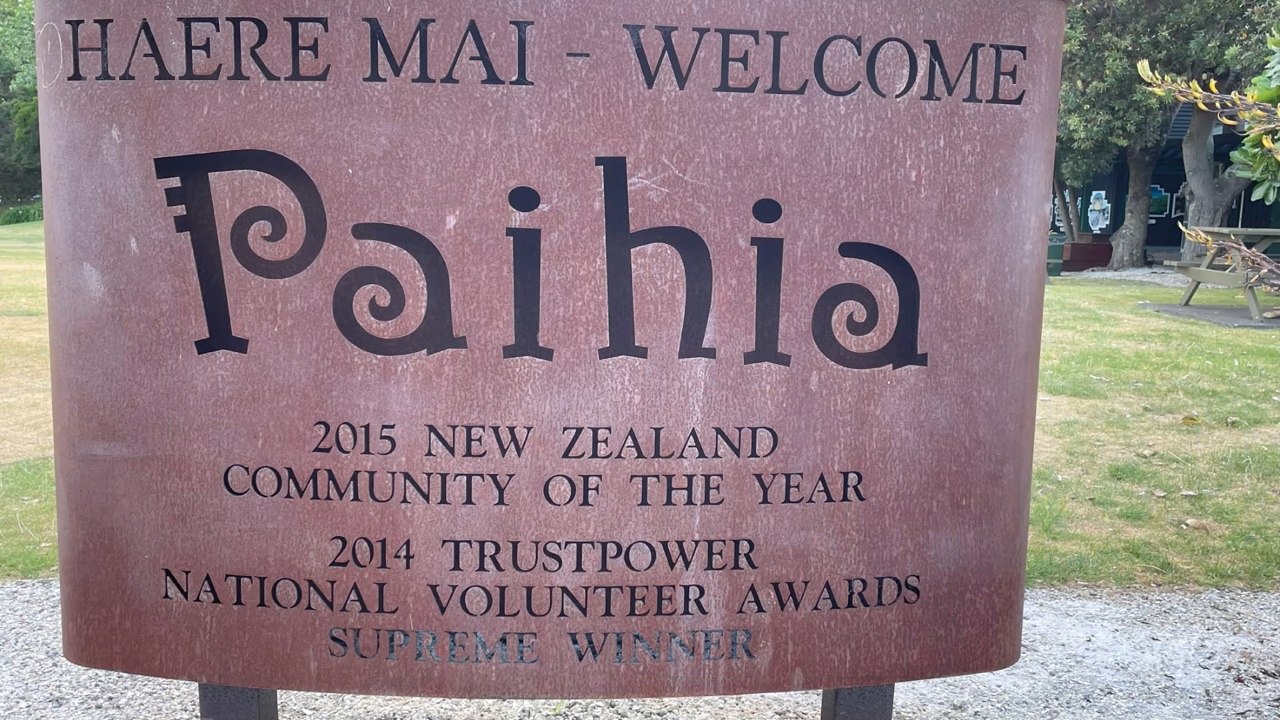 HAERE MAI - WELCOME
Paihia
2015 NEW ZEALAND
COMMUNITY OF THE YEAR
2014 TRUSTPOWER
NATIONAL VOLUNTEER AWARDS
SUPREME WINNER